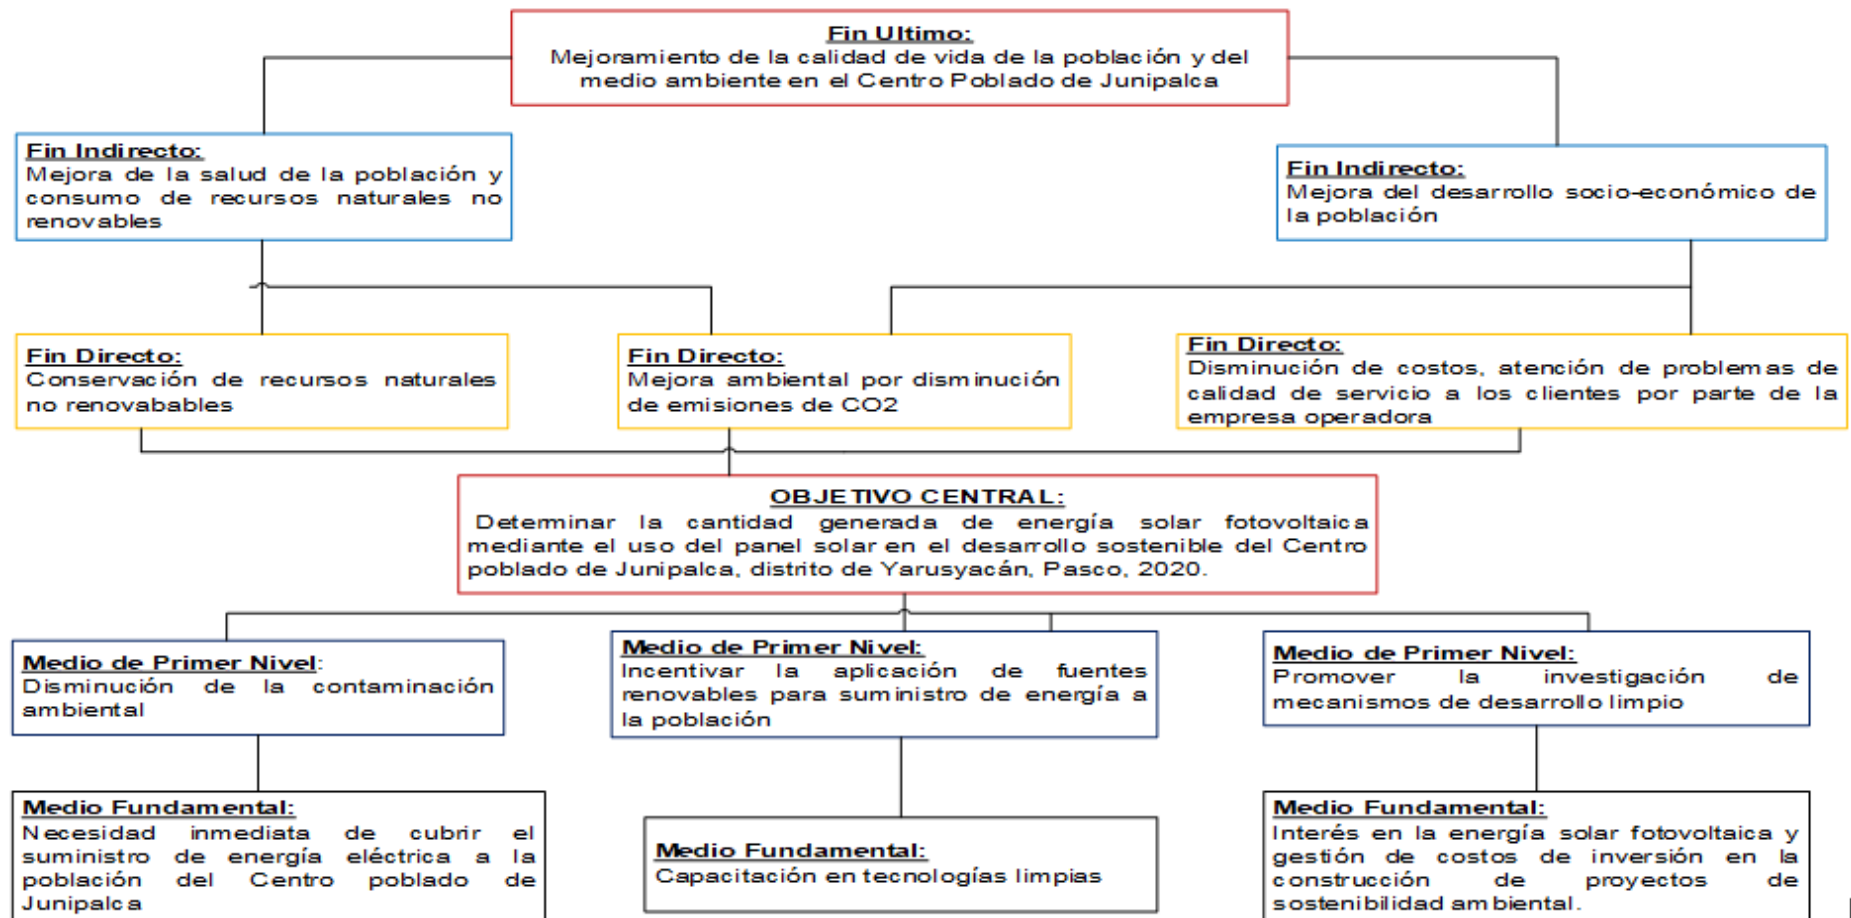 Fin Ultimo:
Mejoramiento de la calidad de vida de la población y del
medio ambiente en el Centro Poblado de Junipalca
Fin Indirecto:
Mejora de la salud de la población y
consumo de recursos naturales no
renovables
Fin Indirecto:
Mejora del desarrollo socio-económico de
la población
Fin Directo:
Conservación de recursos naturales
no renovabables
Fin Directo:
Mejora ambiental por disminución
de emisiones de CO2
Fin Directo:
Disminución de costos, atención de problemas de
calidad de servicio a los clientes por parte de la
empresa operadora
OBJETIVO CENTRAL:
Determinar la cantidad generada de energía solar fotovoltaica
mediante el uso del panel solar en el desarrollo sostenible del Centro
poblado de Junipalca, distrito de Yarusyacán, Pasco, 2020.
Medio de Primer Nivel:
Disminución de la contaminación
ambiental
Medio de Primer Nivel:
Incentivar la aplicación de fuentes
renovables para suministro de energía a
la población
Medio de Primer Nivel:
Promover la investigación de
mecanismos de desarrollo limpio
Medio Fundamental:
Necesidad inmediata de cubrir el
suministro de energía eléctrica a la
población del Centro poblado de
Junipalca
Medio Fundamental:
Capacitación en tecnologías limpias
Medio Fundamental:
Interés en la energía solar fotovoltaica y
gestión de costos de inversión en la
construcción de proyectos de
sostenibilidad ambiental.